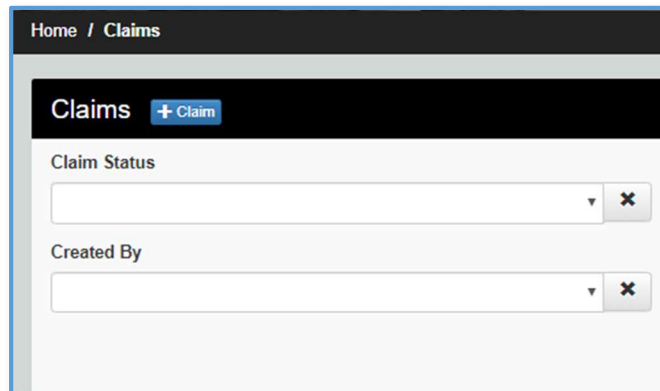 Home / Claims
Claims + Claim
Claim Status
Created By